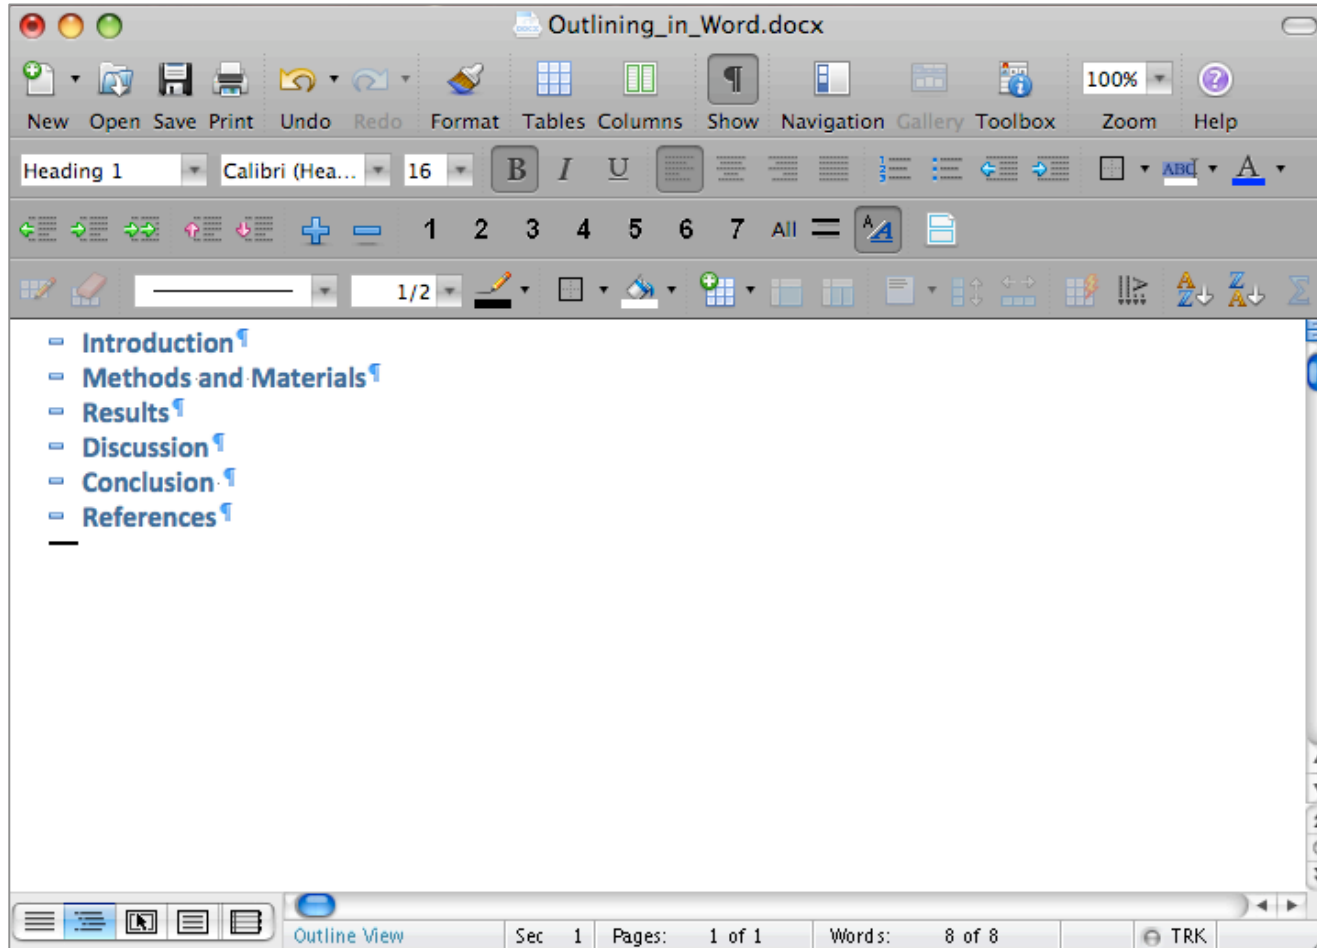 Outlining_in_Word.docx
100%
New Open Save Print Undo Redo Format Tables Columns Show Navigation Gallery Toolbox Zoom Help
Heading 1 Calibri (Hea... 16 B I U ABC A
1 2 3 4 5 6 7 All
1/2
Introduction¶
Methods·and·Materials¶
Results¶
Discussion¶
Conclusion·¶
References¶
Outline View Sec 1 Pages: 1 of 1 Words: 8 of 8 TRK